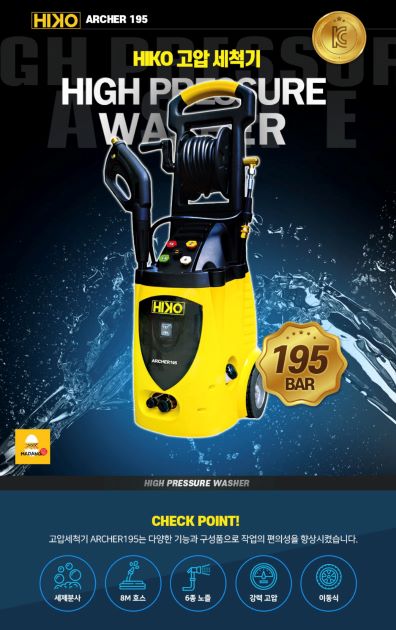 HIKO ARCHER 195
KC
HIKO 고압 세척기
HIGH PRESSURE
WASHER
HIKO
ARCHER195
195
BAR
HADANG
HIGH PRESSURE WASHER
CHECK POINT!
고압세척기 ARCHER195는 다양한 기능과 구성품으로 작업의 편의성을 향상시켰습니다.
세제분사
8M 호스
6종 노즐
강력 고압
이동식